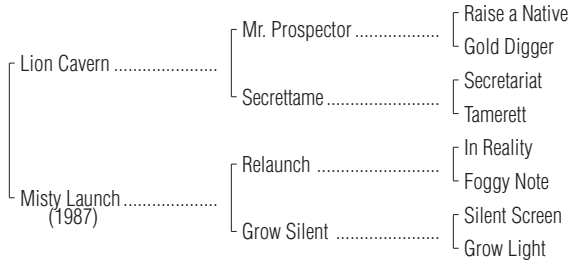 Raise a Native
Mr. Prospector ....................
Gold Digger
Lion Cavern .....................
Secretariat
Secrettame ...........................
Tamerett
In Reality
Relaunch .............................
Foggy Note
Misty Launch .....................
(1987)
Silent Screen
Grow Silent .........................
Grow Light